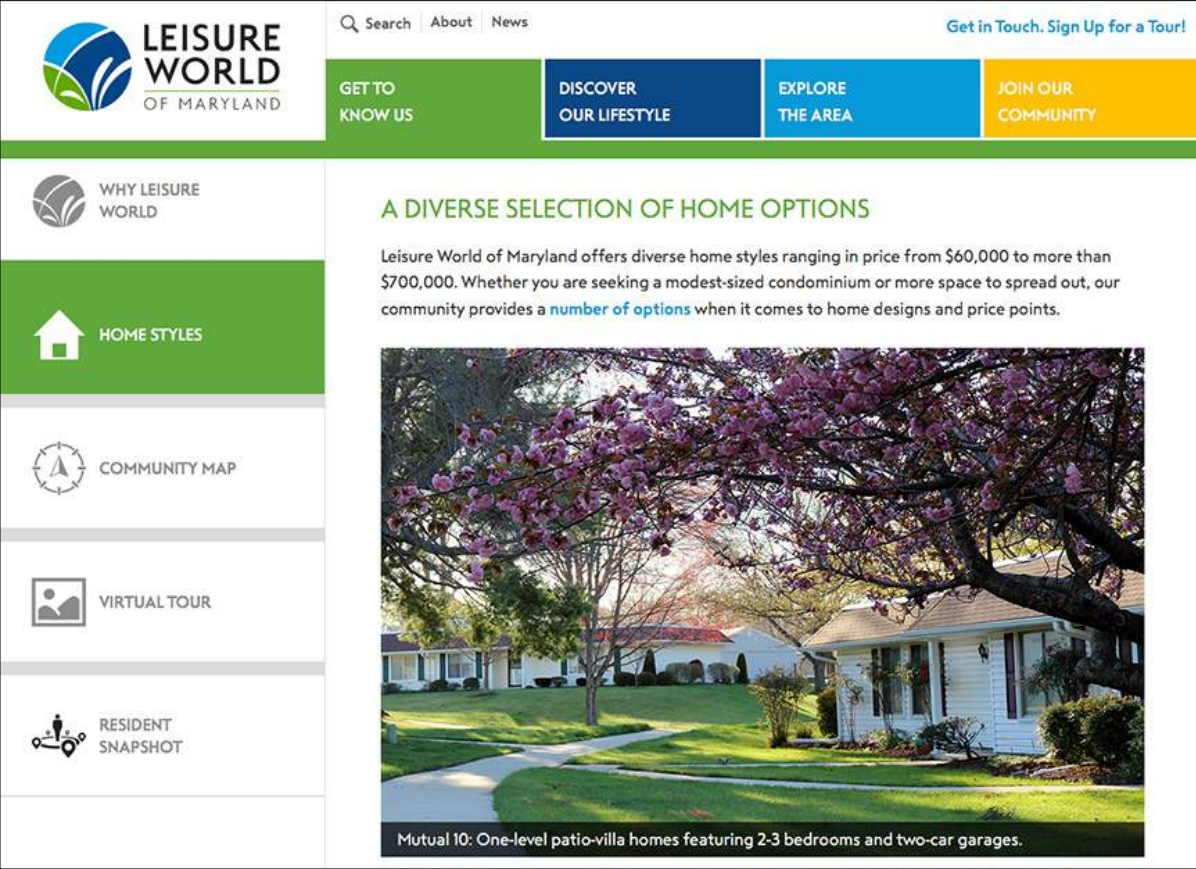 LEISURE
WORLD
OF MARYLAND
Search
About
News
Get in Touch. Sign Up for a Tour!
GET TO
KNOW US
DISCOVER
OUR LIFESTYLE
EXPLORE
THE AREA
JOIN OUR
COMMUNITY
WHY LEISURE
WORLD
HOME STYLES
COMMUNITY MAP
VIRTUAL TOUR
RESIDENT
SNAPSHOT
A DIVERSE SELECTION OF HOME OPTIONS
Leisure World of Maryland offers diverse home styles ranging in price from $60,000 to more than
$700,000. Whether you are seeking a modest-sized condominium or more space to spread out, our
community provides a number of options when it comes to home designs and price points.
Mutual 10: One-level patio-villa homes featuring 2-3 bedrooms and two-car garages.